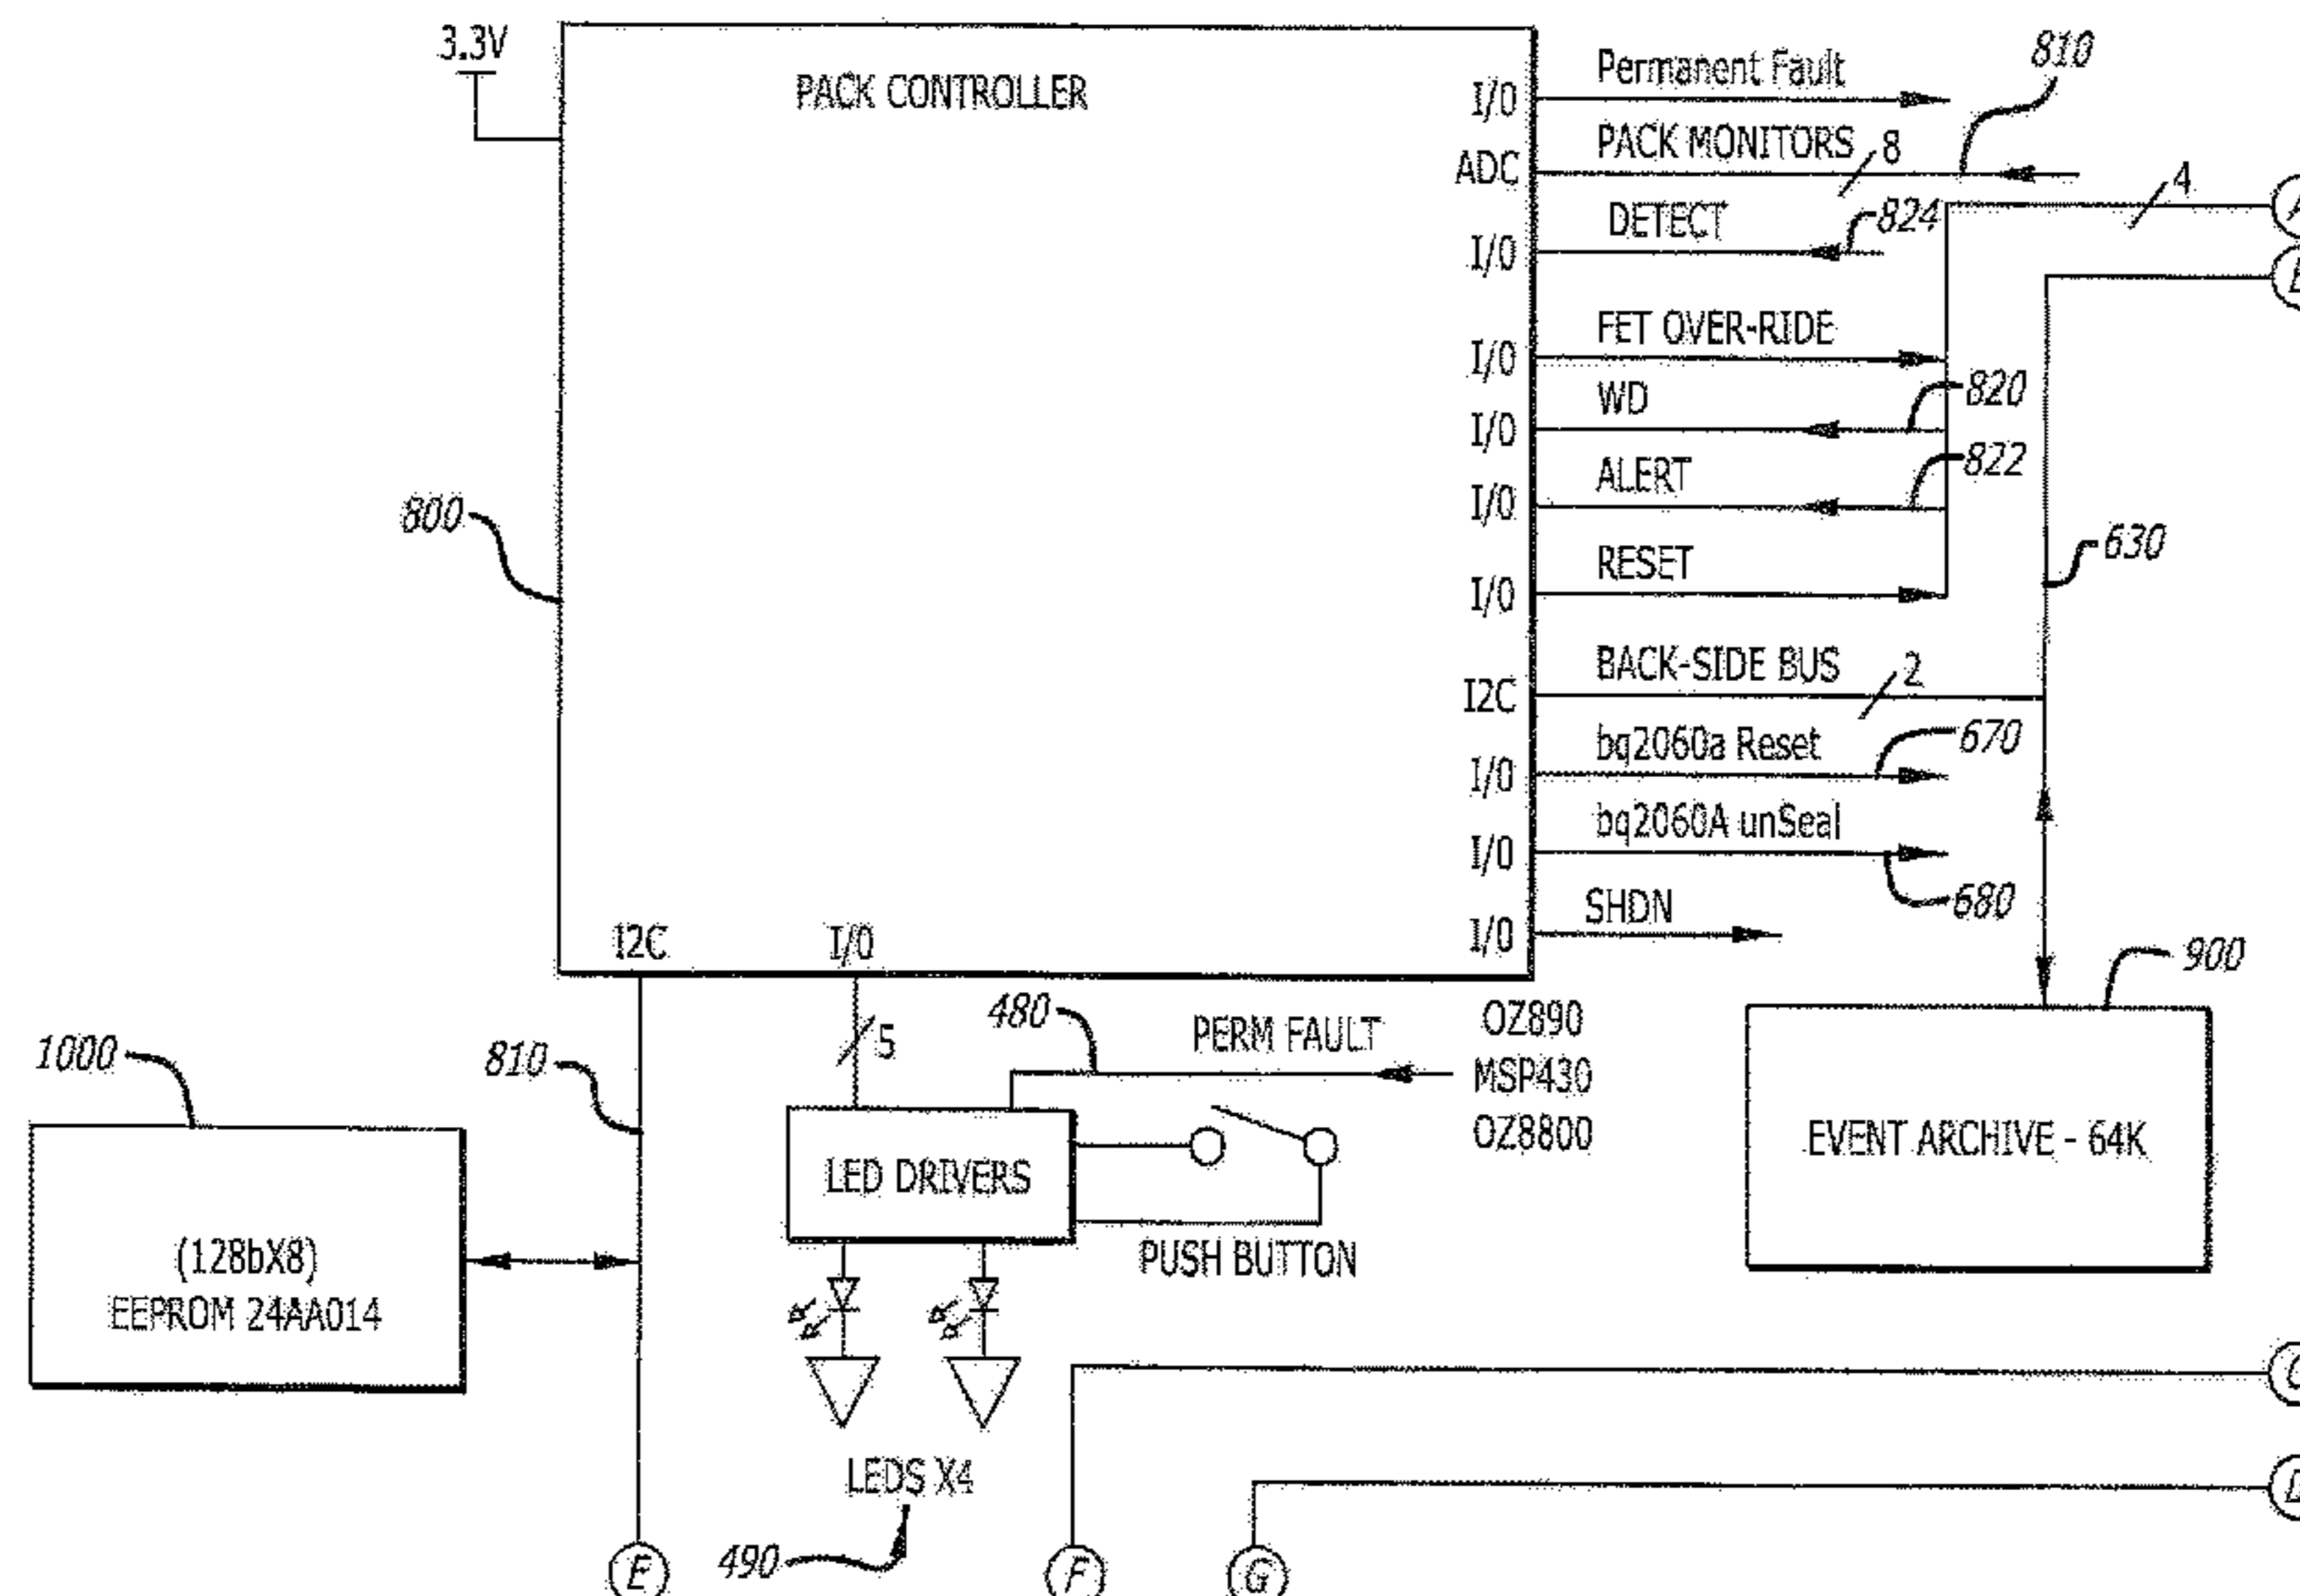 3.3V
PACK CONTROLLER
I/O
Permanent Fault
810
ADC
PACK MONITORS
8
4
A
I/O
DETECT
824
I/O
FET OVER-RIDE
I/O
WD
820
I/O
ALERT
822
800
I/O
RESET
630
I2C
BACK-SIDE BUS
2
I/O
bq2060a Reset
670
I/O
bq2060A unSeal
680
I/O
SHDN
I2C
I/O
900
1000
810
5
480
PERM FAULT
OZ890
MSP430
OZ8800
LED DRIVERS
PUSH BUTTON
EVENT ARCHIVE - 64K
(128bX8)
EEPROM 24AA014
LEDS X4
490
E
F
G